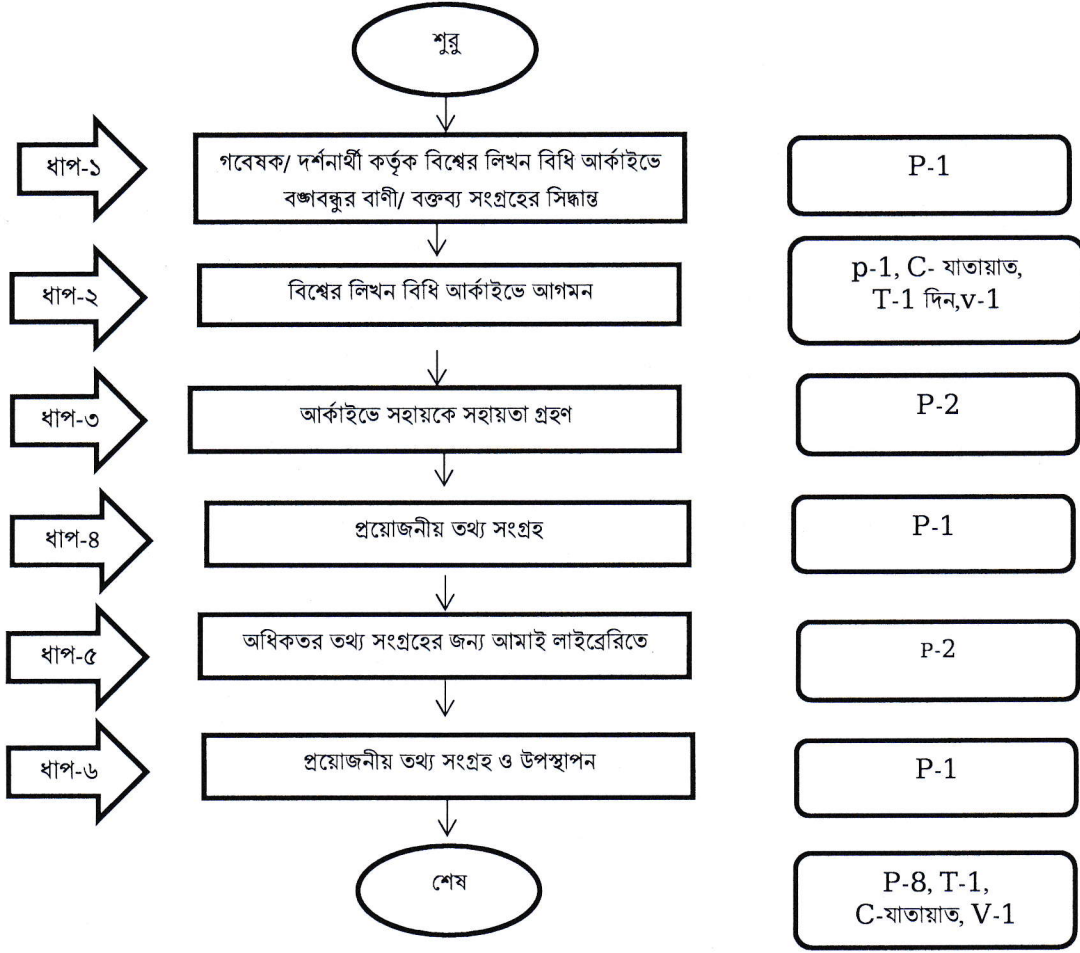 শুরু
ধাপ-১
গবেষক/ দর্শনার্থী কর্তৃক বিশ্বের লিখন বিধি আর্কাইভে
বঙ্গবন্ধুর বাণী/ বক্তব্য সংগ্রহের সিদ্ধান্ত
P-1
ধাপ-২
বিশ্বের লিখন বিধি আর্কাইভে আগমন
p-1, C- যাতায়াত,
T-1 দিন,v-1
ধাপ-৩
আর্কাইভে সহায়কে সহায়তা গ্রহণ
P-2
ধাপ-৪
প্রয়োজনীয় তথ্য সংগ্রহ
P-1
ধাপ-৫
অধিকতর তথ্য সংগ্রহের জন্য আমাই লাইব্রেরিতে
P-2
ধাপ-৬
প্রয়োজনীয় তথ্য সংগ্রহ ও উপস্থাপন
P-1
শেষ
P-8, T-1,
C-যাতায়াত, V-1